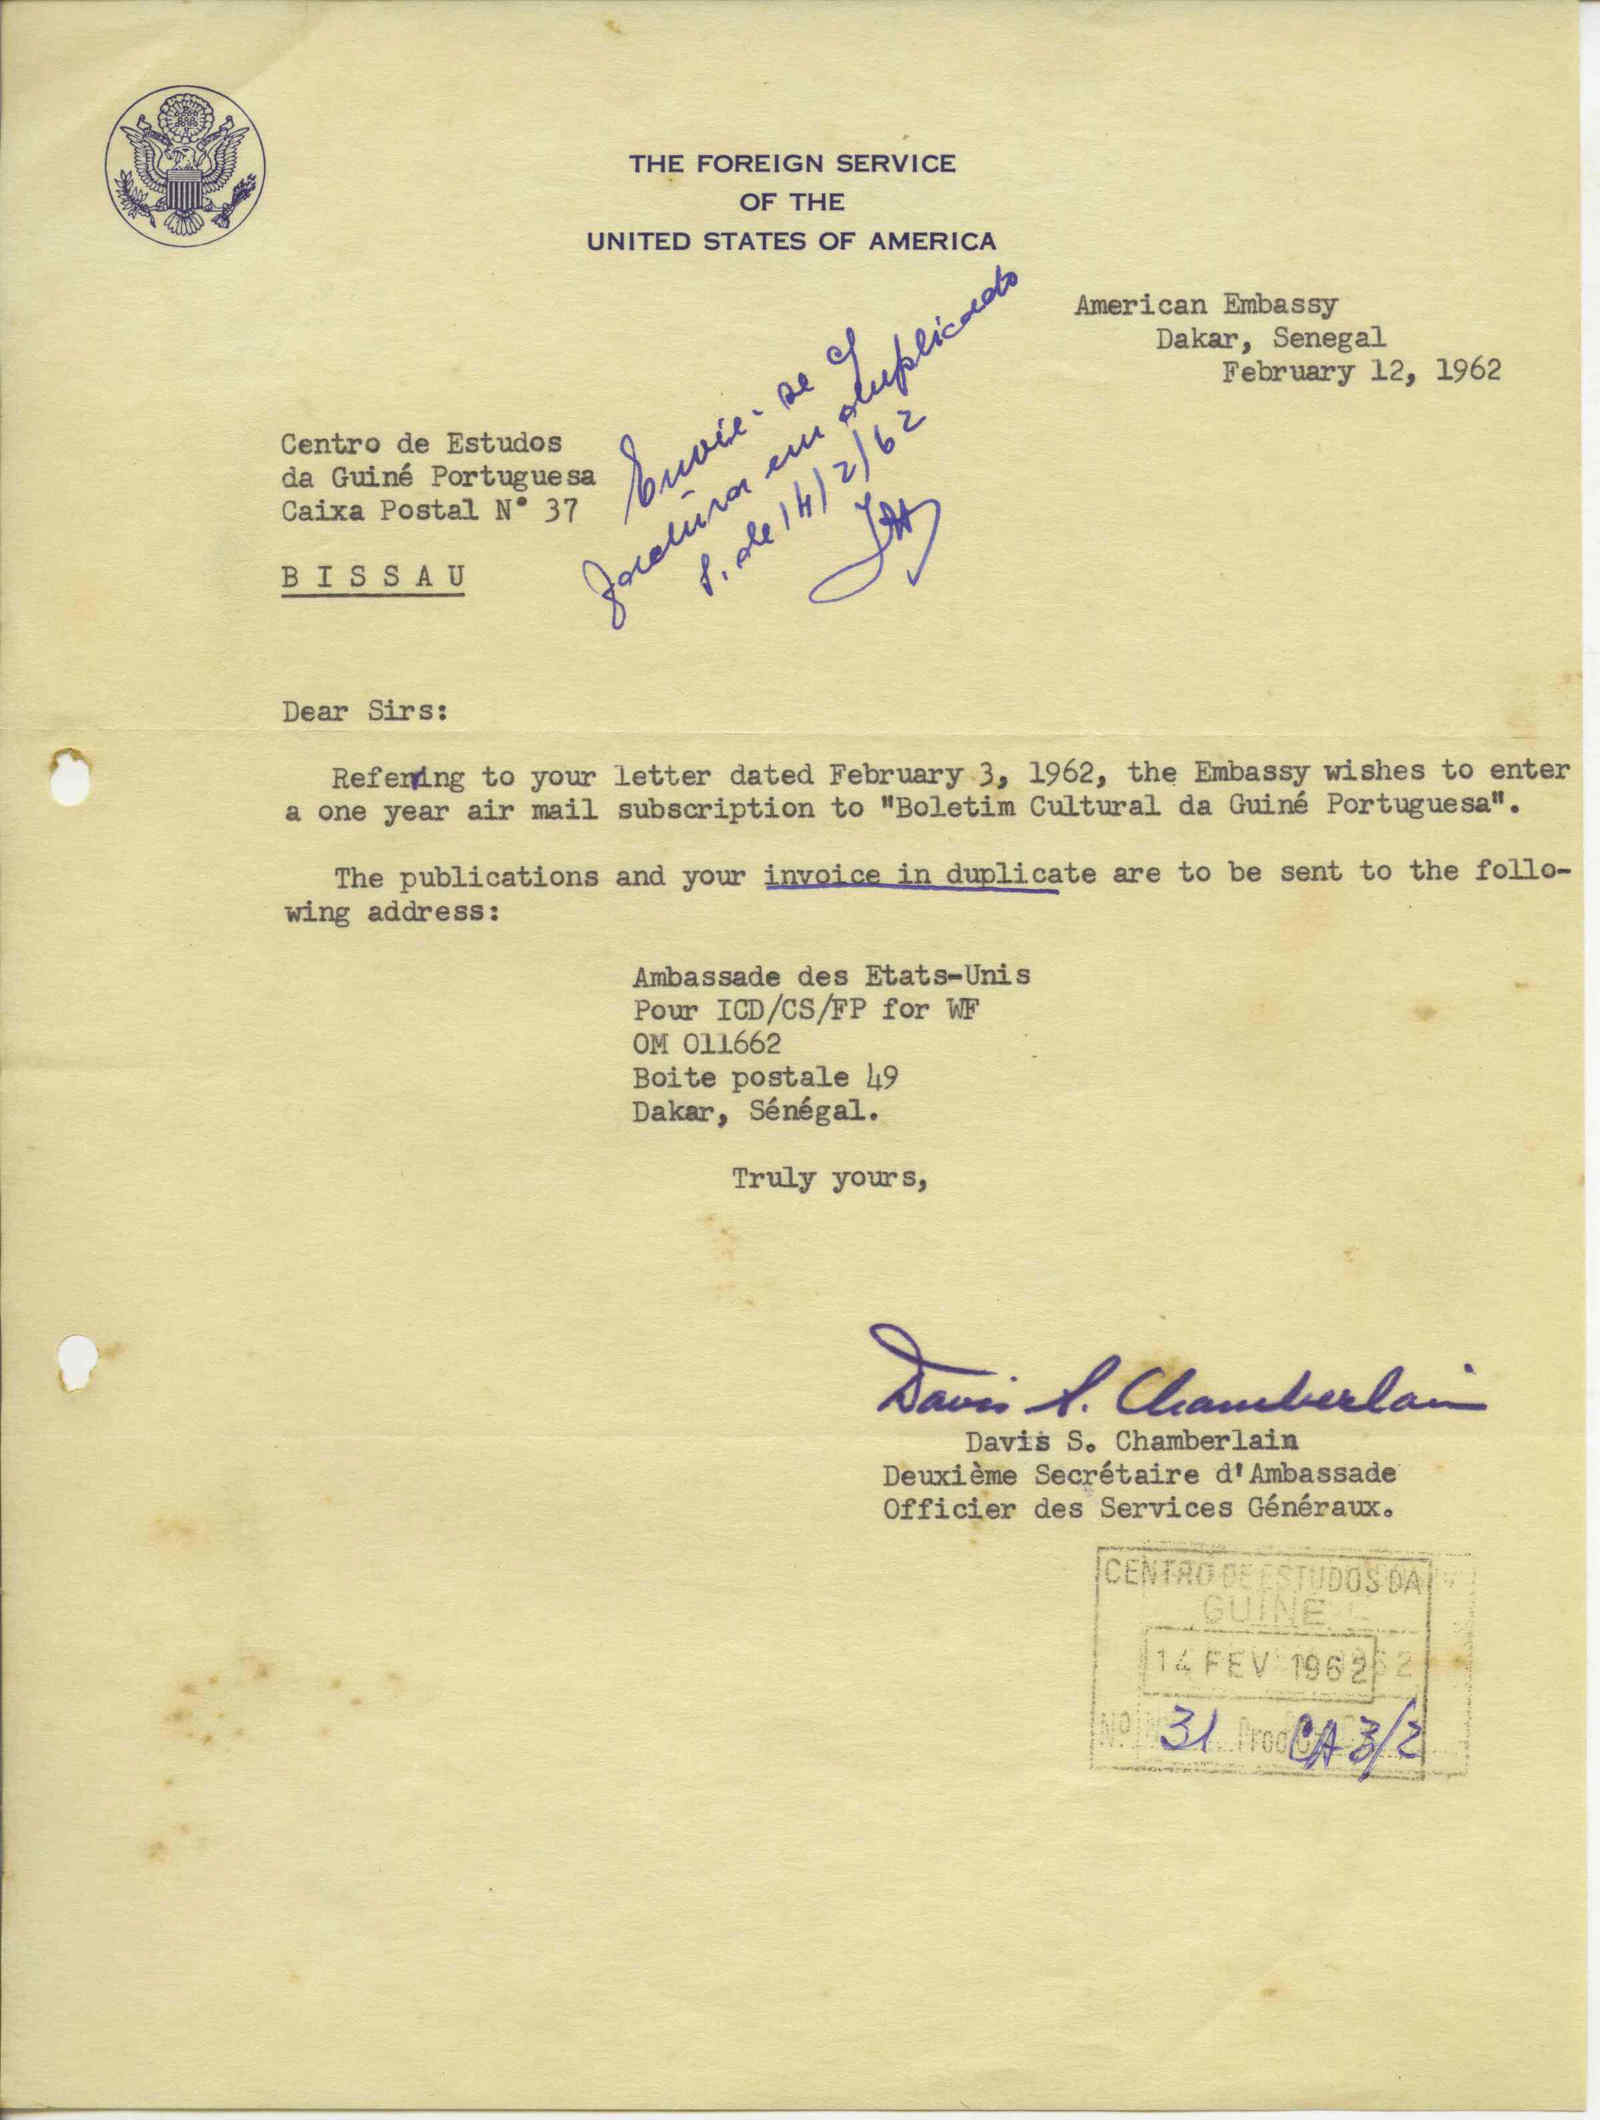 THE FOREIGN SERVICE
OF THE
UNITED STATES OF AMERICA
American Embassy
Dakar, Senegal
February 12, 1962
Envie-se
factura em duplicado
de 14/2/62
Centro de Estudos
da Guiné Portuguesa
Caixa Postal N° 37
B I S S A U
Dear Sirs:
Referring to your letter dated February 3, 1962, the Embassy wishes to enter
a one year air mail subscription to "Boletim Cultural da Guiné Portuguesa".
The publications and your invoice in duplicate are to be sent to the follo-
wing address:
Ambassade des Etats-Unis
Pour ICD/CS/FP for WF
OM 011662
Boite postale 49
Dakar, Sénégal.
Truly yours,
Davis S. Chamberlain
Davis S. Chamberlain
Deuxième Secrétaire d'Ambassade
Officier des Services Généraux.
CENTRO DE ESTUDOS DA
GUINE
14 FEV 1962
Nº 31 Proc CA 3/2